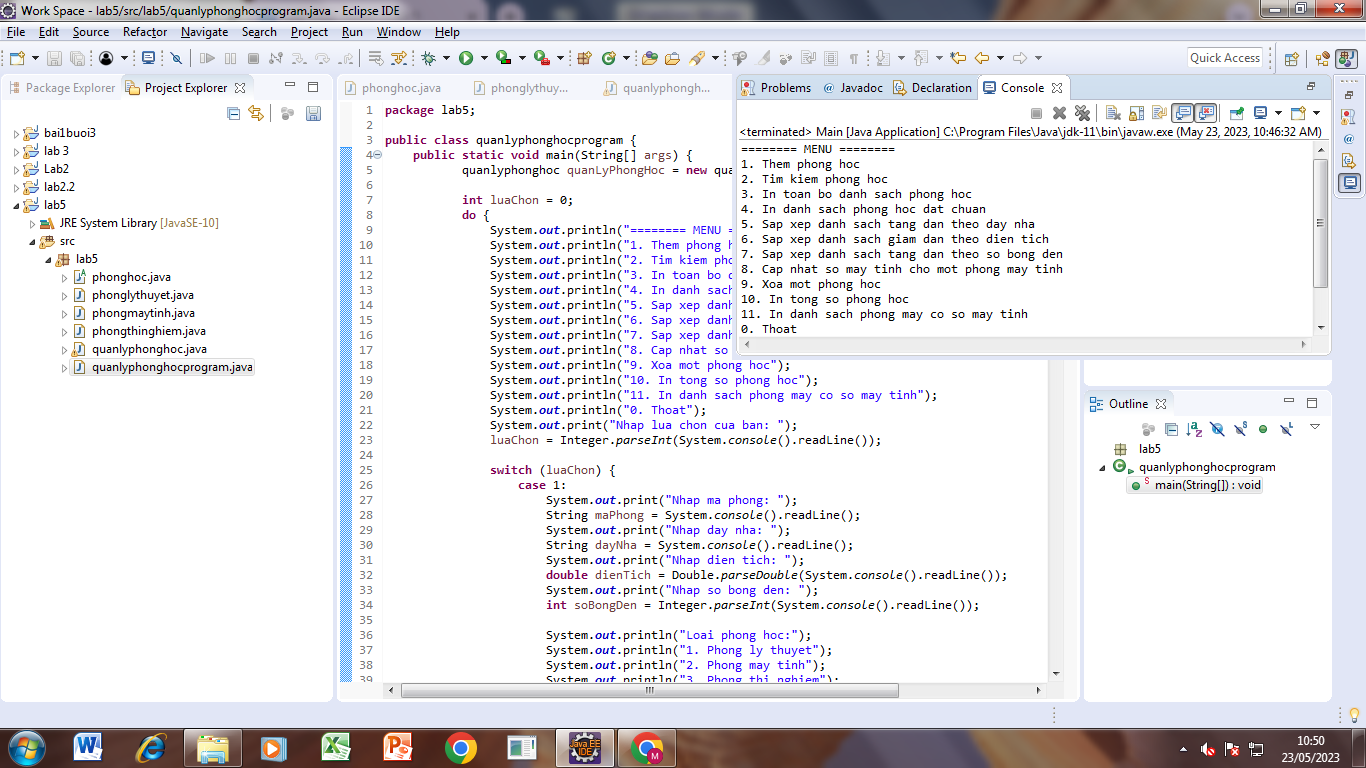 Work Space - lab5/src/lab5/quanlyphonghocprogram.java - Eclipse IDE
File Edit Source Refactor Navigate Search Project Run Window Help
Quick Access
Package Explorer Project Explorer
bai1buoi3
lab 3
Lab2
lab2.2
lab5
JRE System Library [JavaSE-10]
src
lab5
phonghoc.java
phonglythuyet.java
phongmaytinh.java
phongthinghiem.java
quanlyphonghoc.java
quanlyphonghocprogram.java
phonghoc.java phonglythuy... quanlyphongh...
1 package lab5;
2
3 public class quanlyphonghocprogram {
4 public static void main(String[] args) {
5 quanlyphonghoc quanLyPhongHoc = new qua
6
7 int luaChon = 0;
8 do {
9 System.out.println("======== MENU =
10 System.out.println("1. Them phong h
11 System.out.println("2. Tim kiem pho
12 System.out.println("3. In toan bo d
13 System.out.println("4. In danh sach
14 System.out.println("5. Sap xep danh
15 System.out.println("6. Sap xep danh
16 System.out.println("7. Sap xep danh
17 System.out.println("8. Cap nhat so
18 System.out.println("9. Xoa mot phong hoc");
19 System.out.println("10. In tong so phong hoc");
20 System.out.println("11. In danh sach phong may co so may tinh");
21 System.out.println("0. Thoat");
22 System.out.println("Nhap lua chon cua ban: ");
23 luaChon = Integer.parseInt(System.console().readLine());
24
25 switch (luaChon) {
26 case 1:
27 System.out.print("Nhap ma phong: ");
28 String maPhong = System.console().readLine();
29 System.out.print("Nhap day nha: ");
30 String dayNha = System.console().readLine();
31 System.out.print("Nhap dien tich: ");
32 double dienTich = Double.parseDouble(System.console().readLine());
33 System.out.print("Nhap so bong den: ");
34 int soBongDen = Integer.parseInt(System.console().readLine());
35
36 System.out.println("Loai phong hoc:");
37 System.out.println("1. Phong ly thuyet");
38 System.out.println("2. Phong may tinh");
39 System.out.println("3. Phong thi nghiem");
Problems Javadoc Declaration Console
<terminated> Main [Java Application] C:\Program Files\Java\jdk-11\bin\javaw.exe (May 23, 2023, 10:46:32 AM)
======== MENU ========
1. Them phong hoc
2. Tim kiem phong hoc
3. In toan bo danh sach phong hoc
4. In danh sach phong hoc dat chuan
5. Sap xep danh sach tang dan theo day nha
6. Sap xep danh sach giam dan theo dien tich
7. Sap xep danh sach tang dan theo so bong den
8. Cap nhat so may tinh cho mot phong may tinh
9. Xoa mot phong hoc
10. In tong so phong hoc
11. In danh sach phong may co so may tinh
0. Thoat
Outline
lab5
quanlyphonghocprogram
main(String[]) : void
Java EE
IDE
M
10:50
23/05/2023